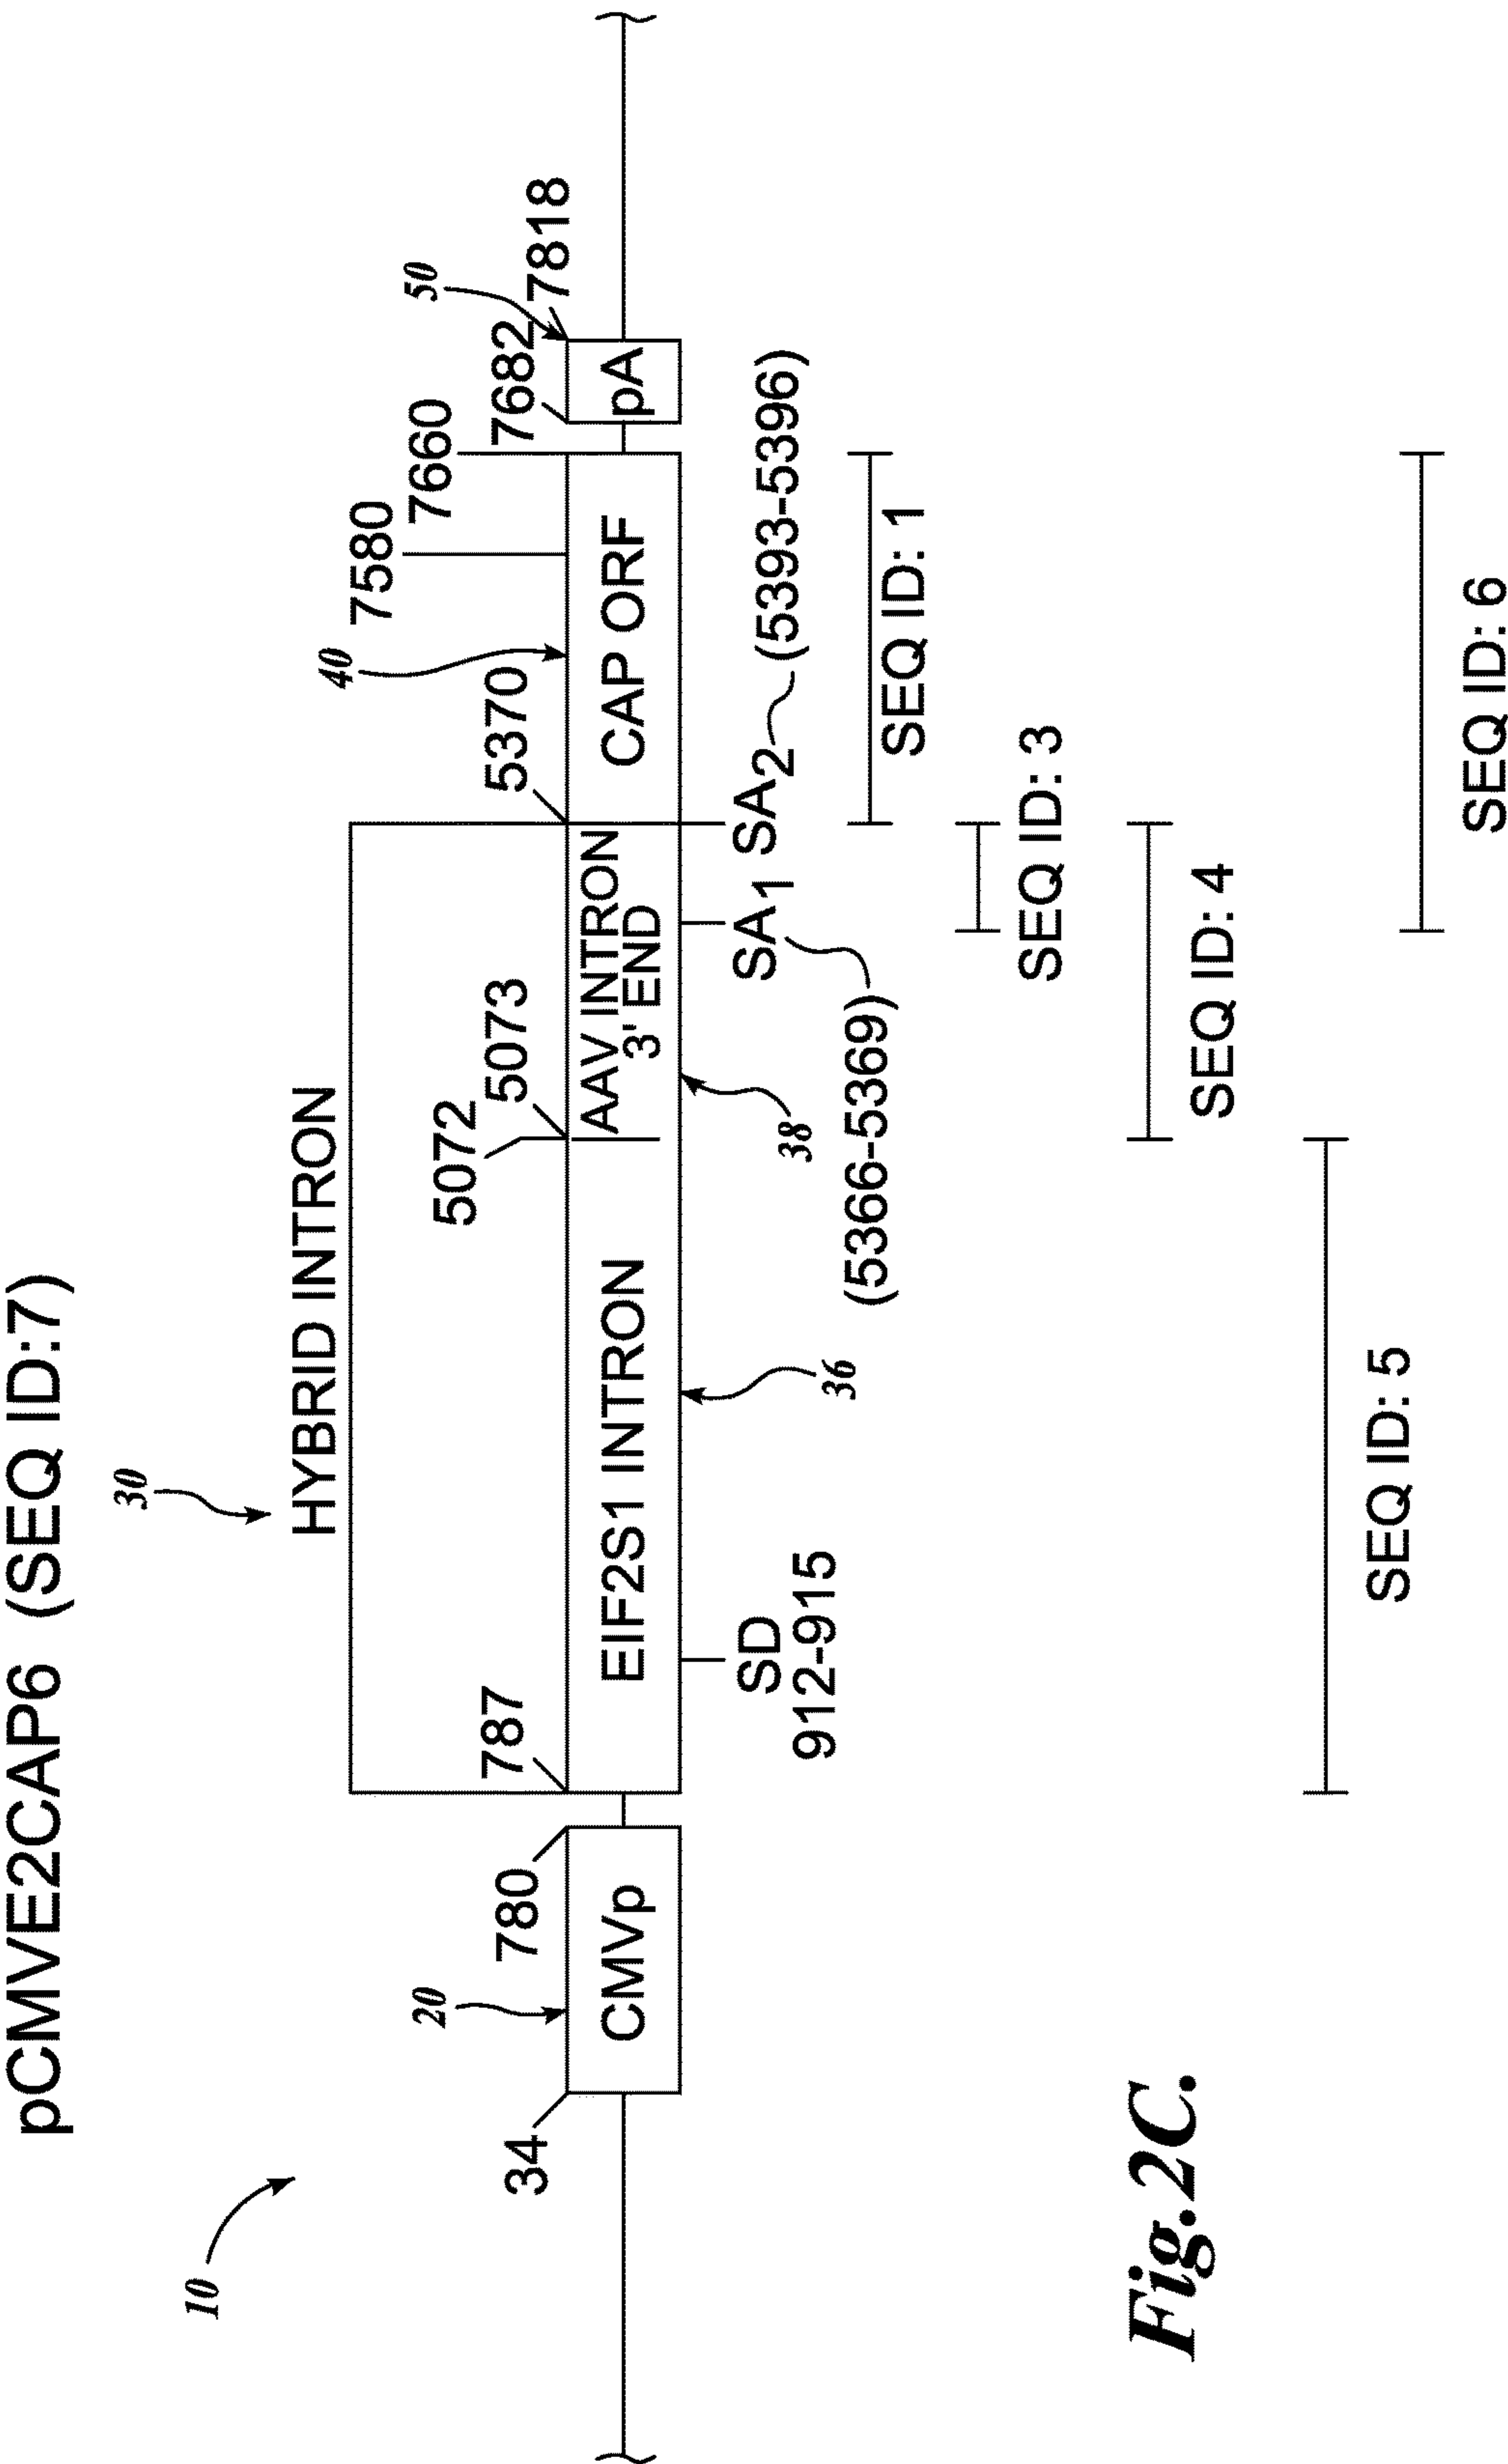 pCMVE2CAP6 (SEQ ID:7)
10
30
HYBRID INTRON
20
34
780
CMVp
787
EIF2S1 INTRON
SD
912-915
36
5072
5073
AAV INTRON
3' END
38
SA1
(5366-5369)
5370
SA2
(5393-5396)
40
CAP ORF
7580
7660
7682
50
7818
pA
SEQ ID: 1
SEQ ID: 3
SEQ ID: 4
SEQ ID: 5
SEQ ID: 6
Fig.2C.